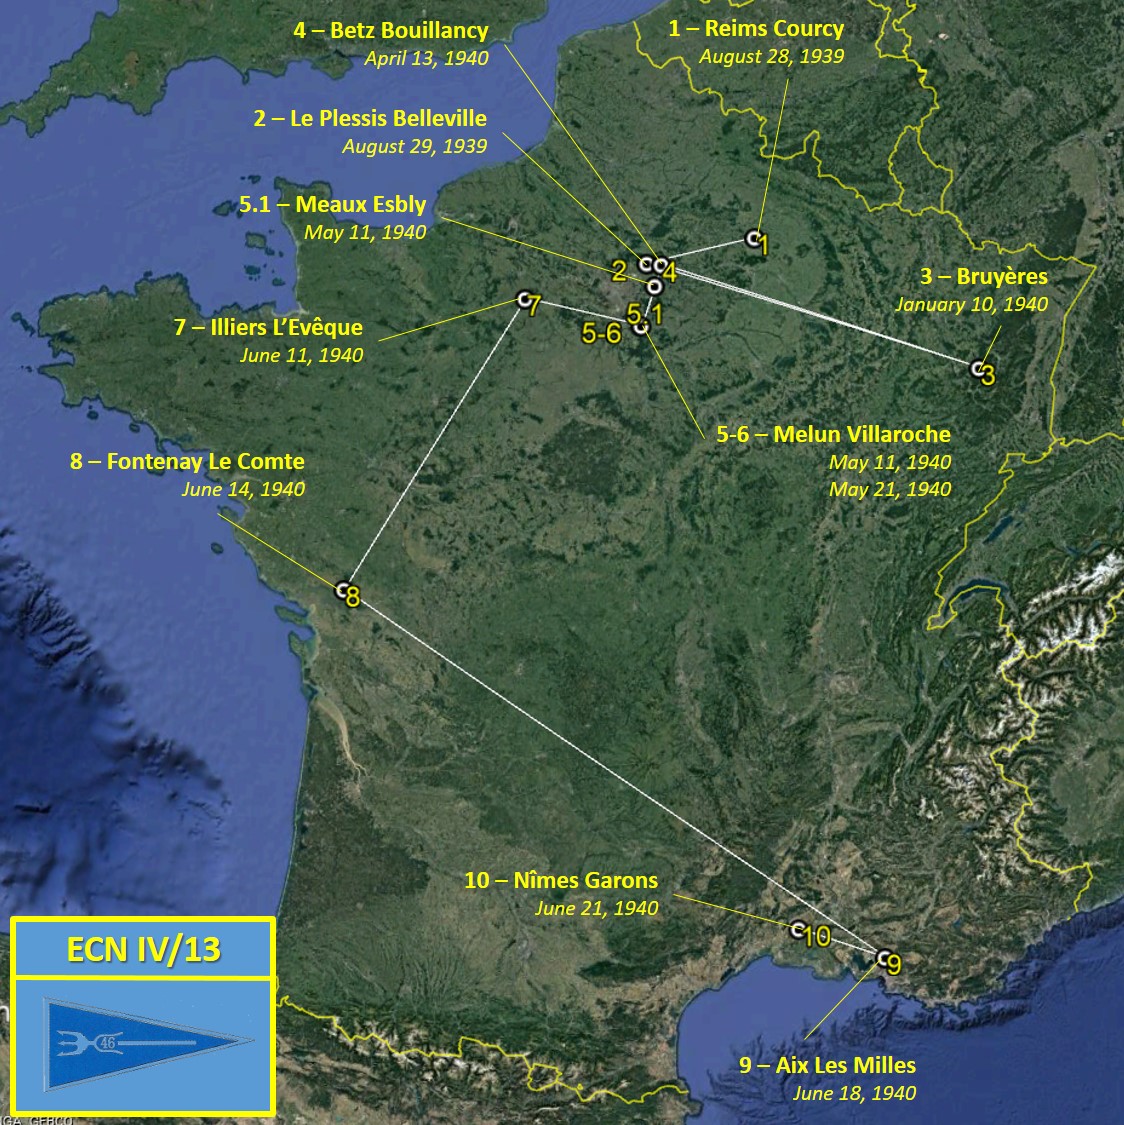 4 – Betz Bouillancy
April 13, 1940
1 – Reims Courcy
August 28, 1939
2 – Le Plessis Belleville
August 29, 1939
5.1 – Meaux Esbly
May 11, 1940
3 – Bruyères
January 10, 1940
7 – Illiers L’Evêque
June 11, 1940
5-6 – Melun Villaroche
May 11, 1940
May 21, 1940
8 – Fontenay Le Comte
June 14, 1940
10 – Nîmes Garons
June 21, 1940
9 – Aix Les Milles
June 18, 1940
1
2
4
5.1
5-6
7
3
8
10
9
ECN IV/13
46